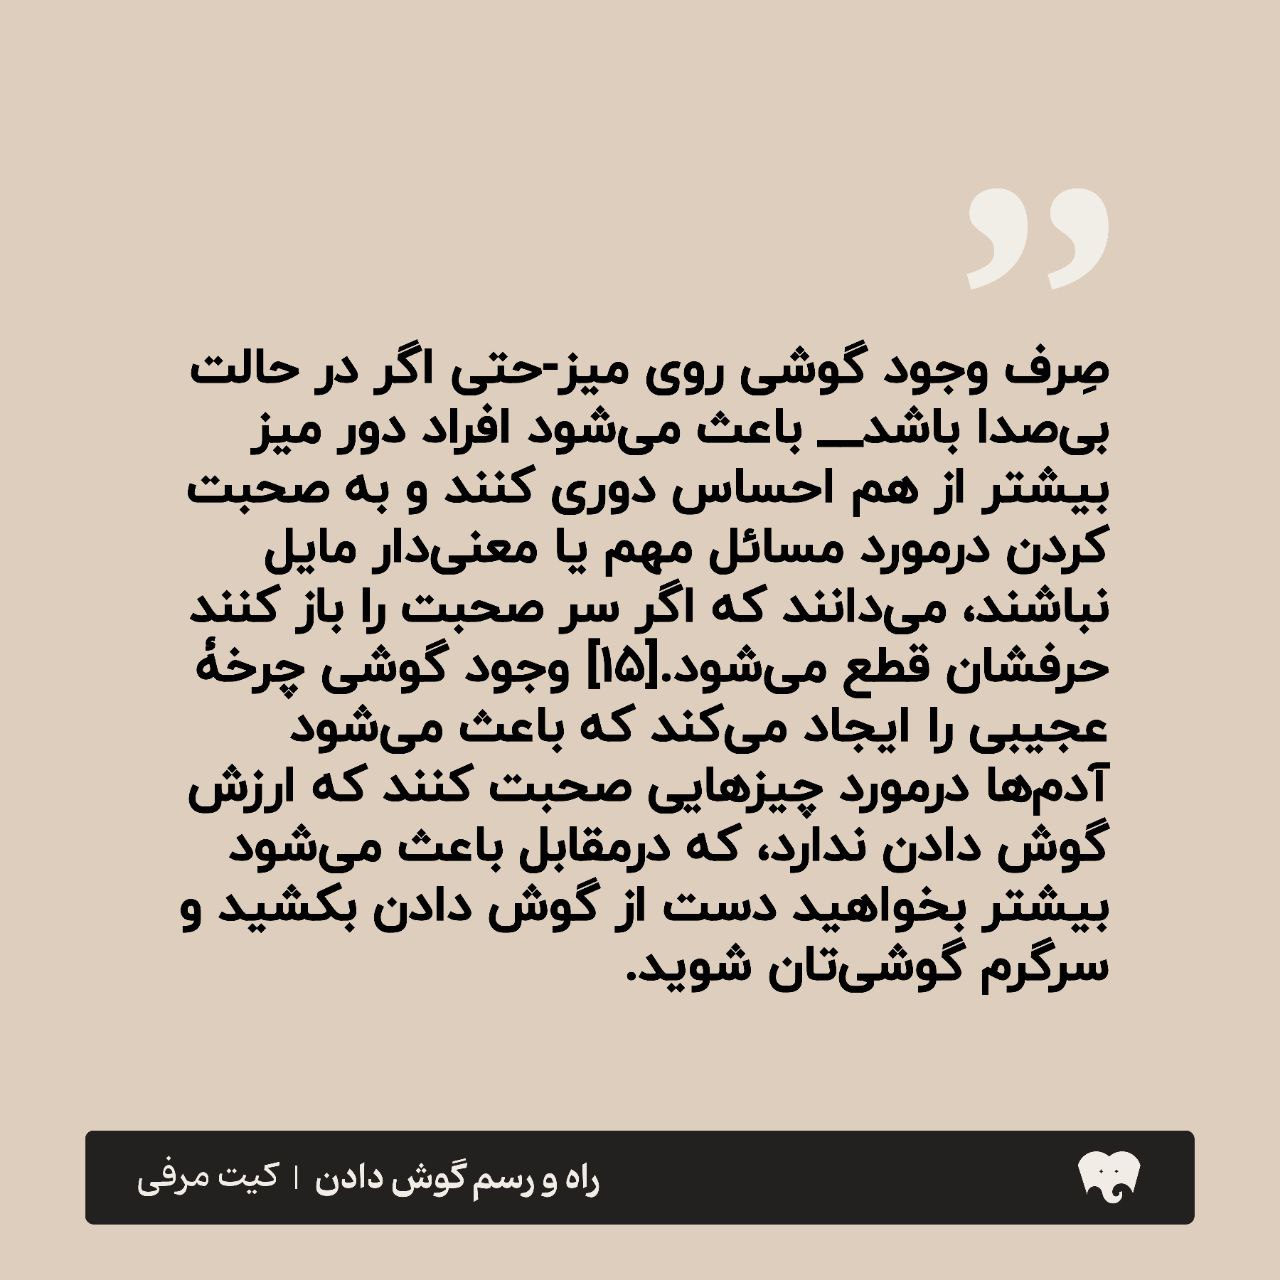 ”
صِرف وجود گوشی روی میز-حتی اگر در حالت
بی‌صدا باشد__ باعث می‌شود افراد دور میز
بیشتر از هم احساس دوری کنند و به صحبت
کردن درمورد مسائل مهم یا معنی‌دار مایل
نباشند، می‌دانند که اگر سر صحبت را باز کنند
حرفشان قطع می‌شود.[۱۵] وجود گوشی چرخهٔ
عجیبی را ایجاد می‌کند که باعث می‌شود
آدم‌ها درمورد چیزهایی صحبت کنند که ارزش
گوش دادن ندارد، که درمقابل باعث می‌شود
بیشتر بخواهید دست از گوش دادن بکشید و
سرگرم گوشی‌تان شوید.
راه و رسم گوش دادن | کیت مرفی